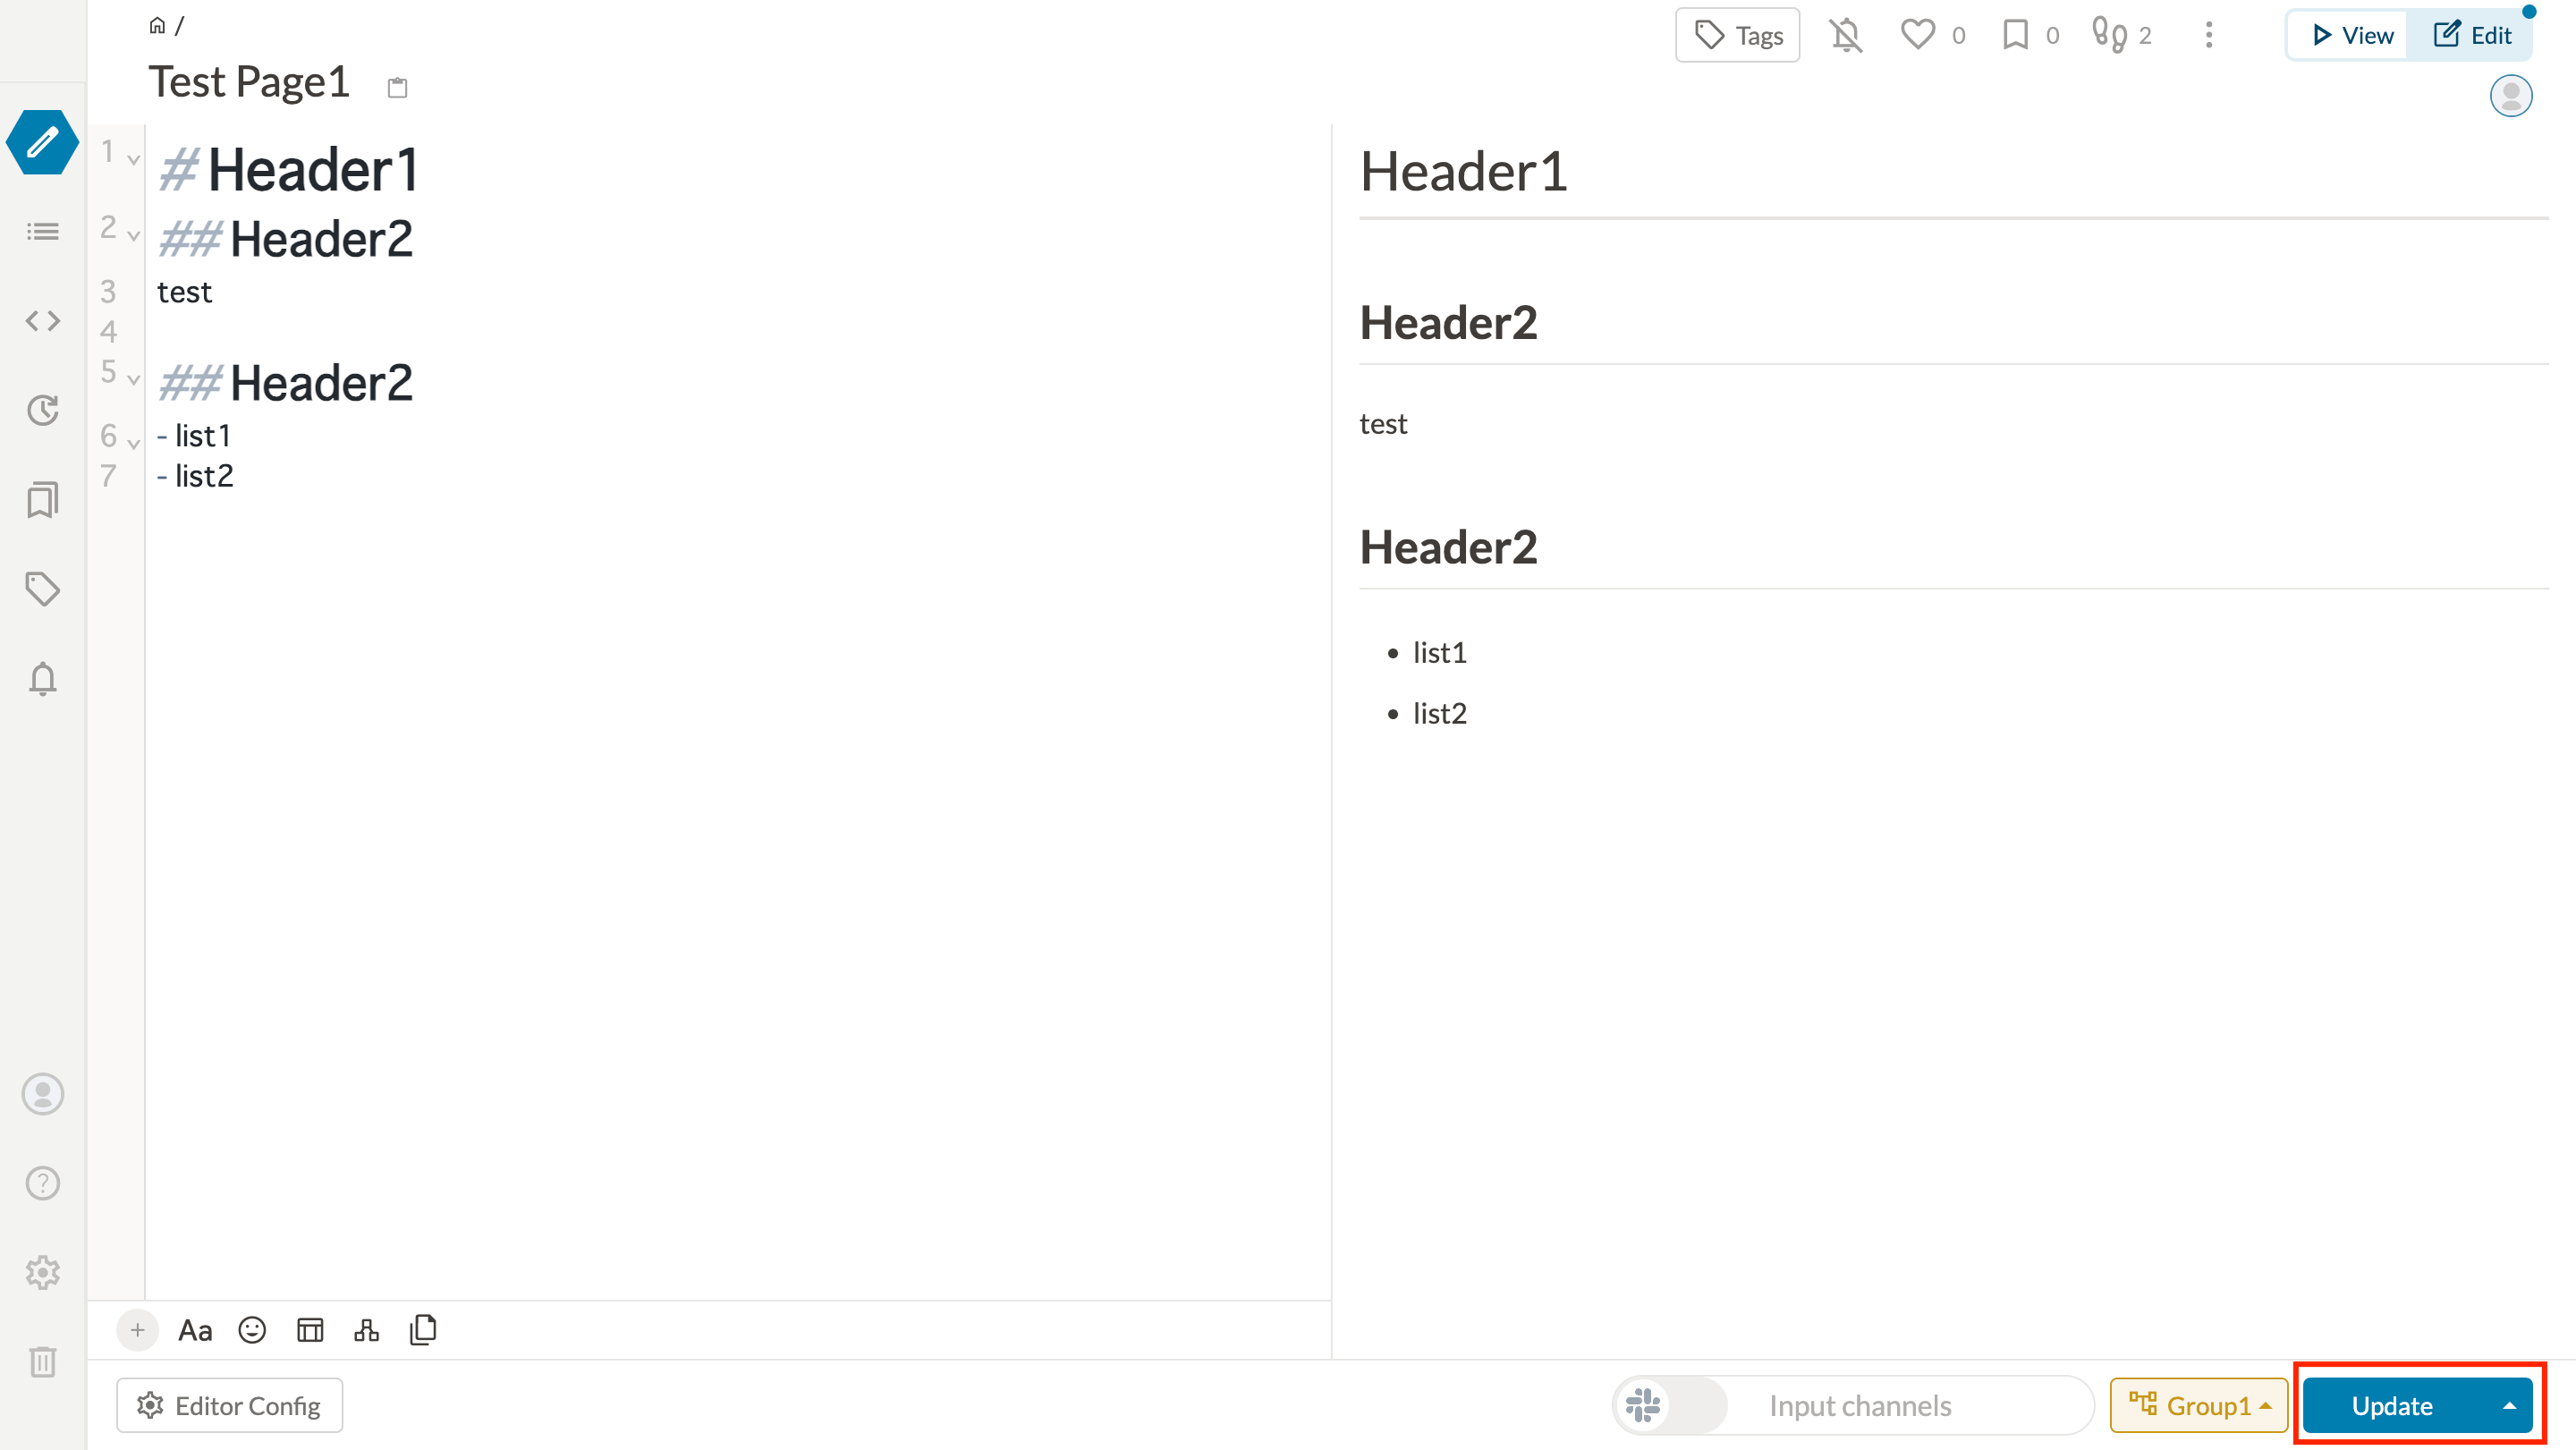 /
Tags 0 0 2 View Edit
Test Page1
1 # Header1
2 ## Header2
3 test
4
5 ## Header2
6 - list1
7 - list2
Header1
Header2
test
Header2
• list1
• list2
+ Aa
Editor Config
Input channels
Group1
Update